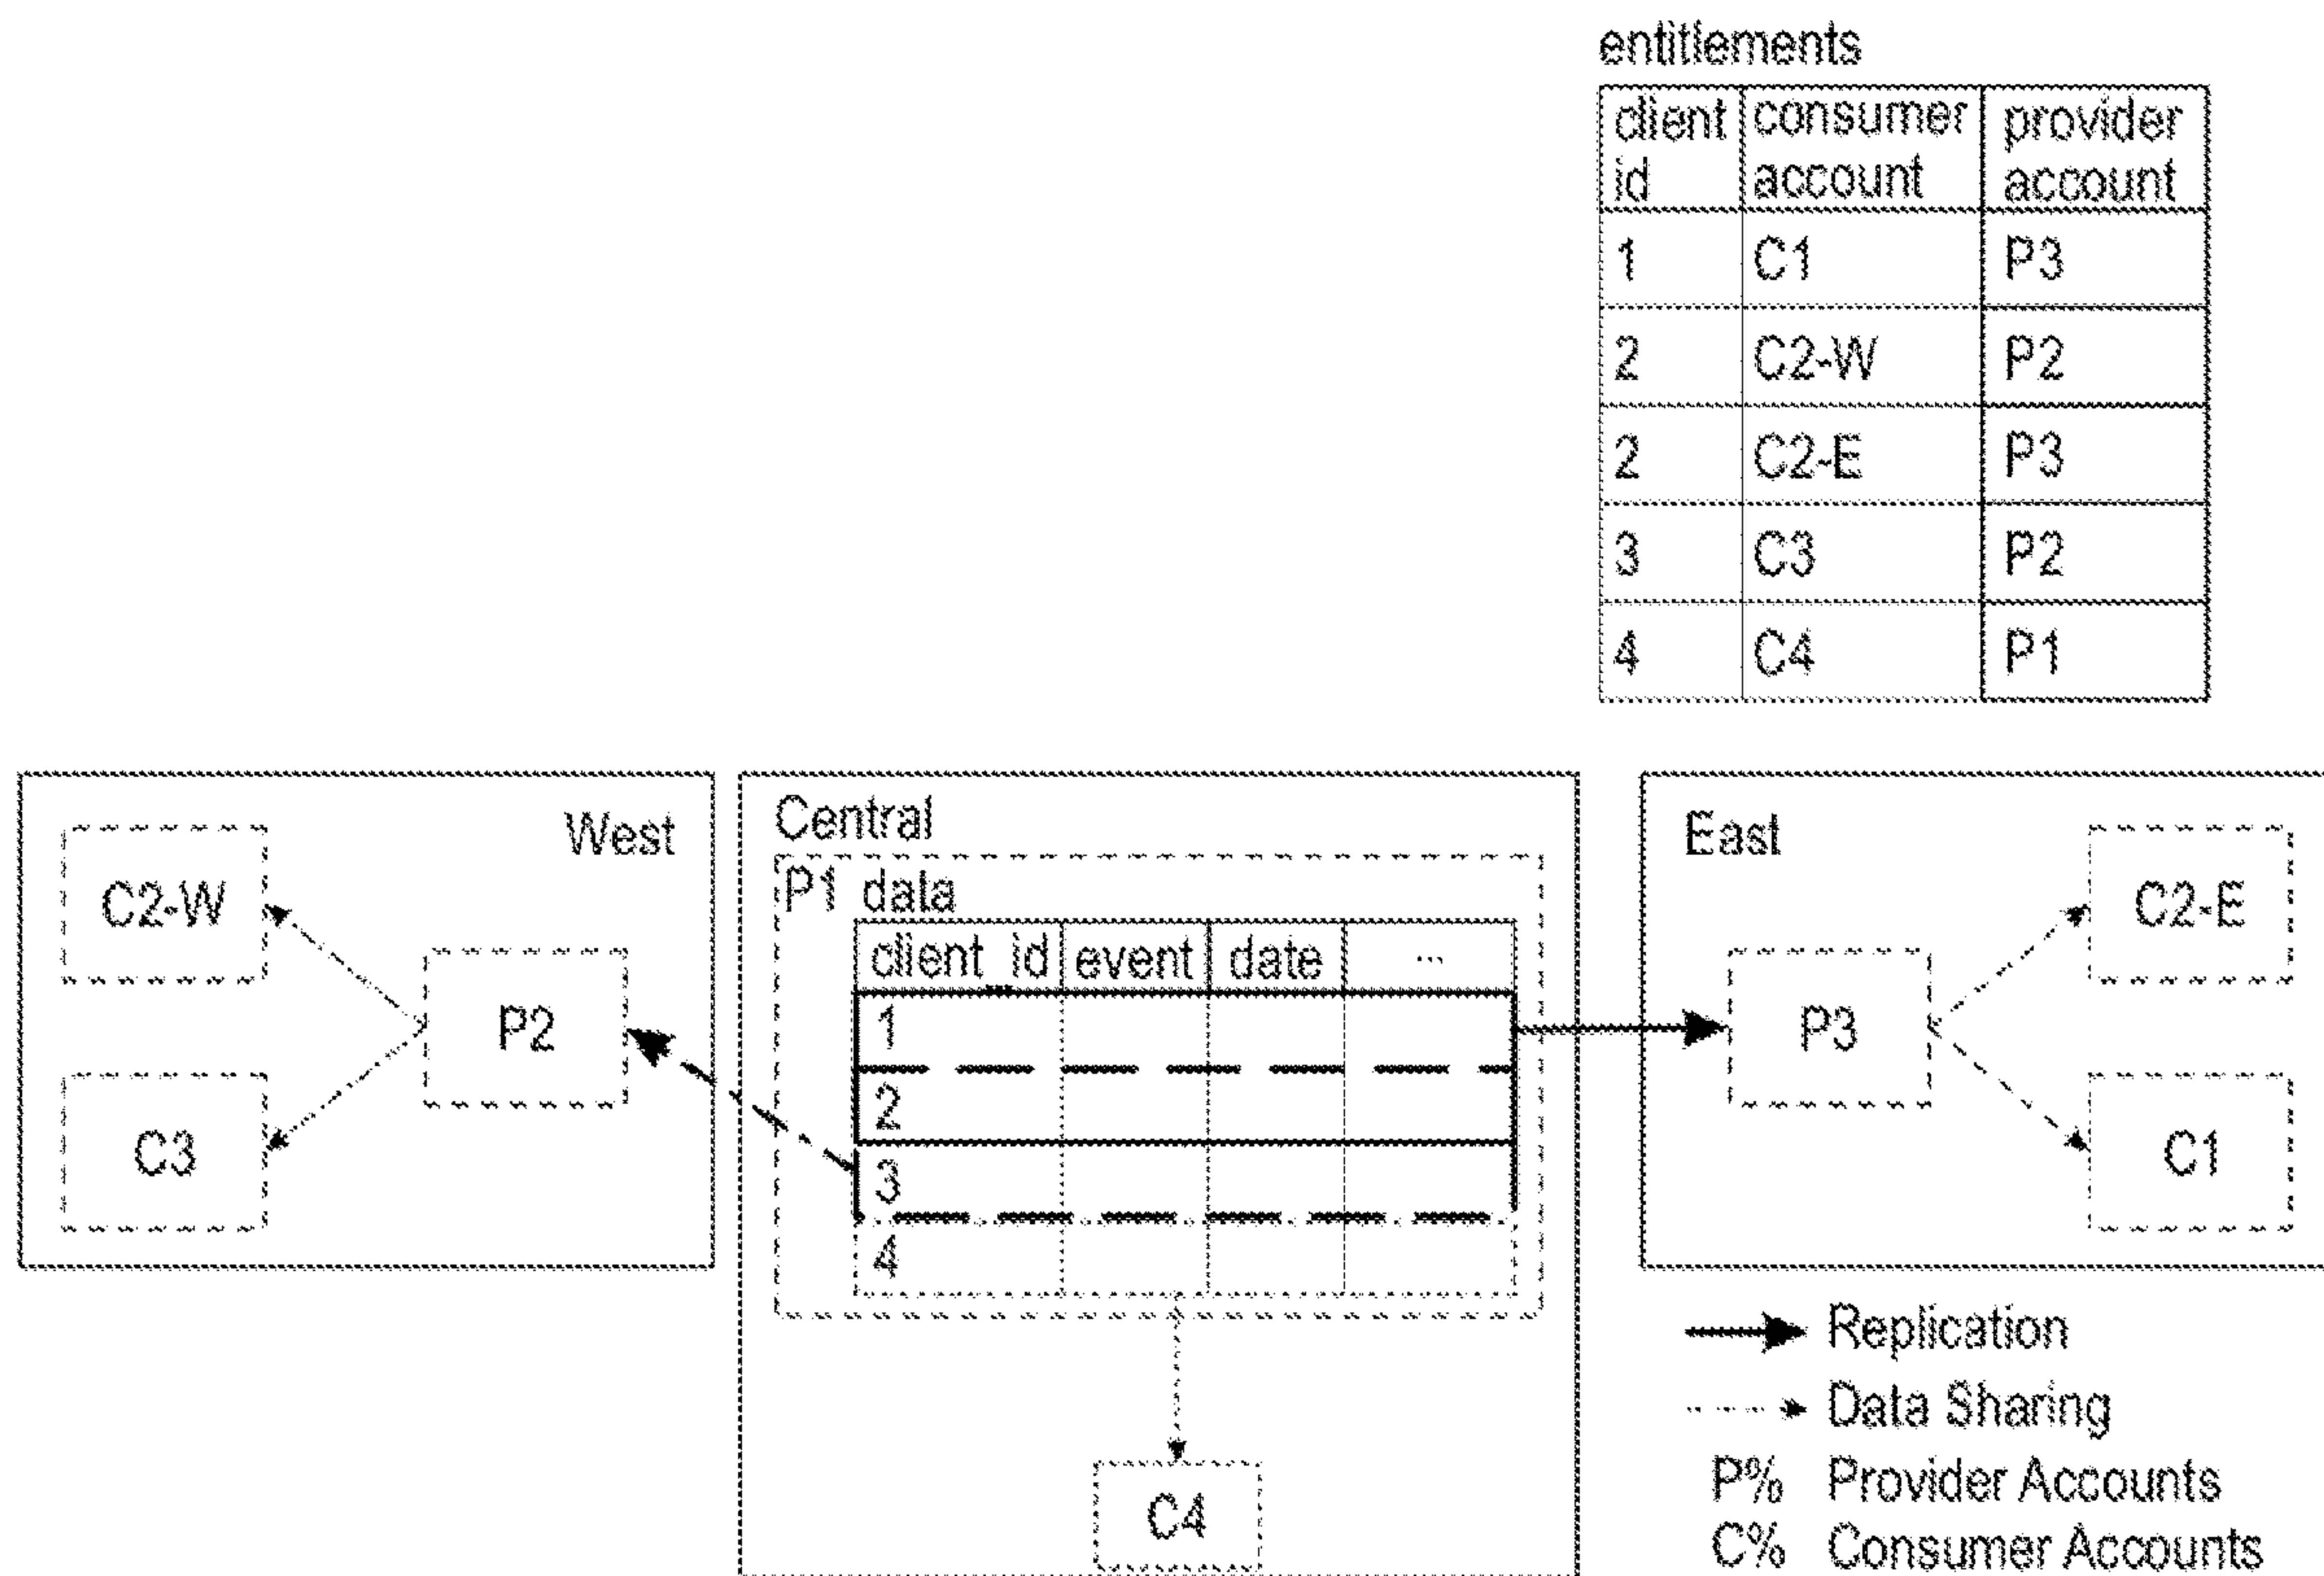 entitlements
client id consumer account provider account
1 C1 P3
2 C2-W P2
2 C2-E P3
3 C3 P2
4 C4 P1
West
C2-W
P2
C3
Central
P1 data
client_id event date ...
1
2
3
4
C4
East
C2-E
P3
C1
Replication
Data Sharing
P% Provider Accounts
C% Consumer Accounts